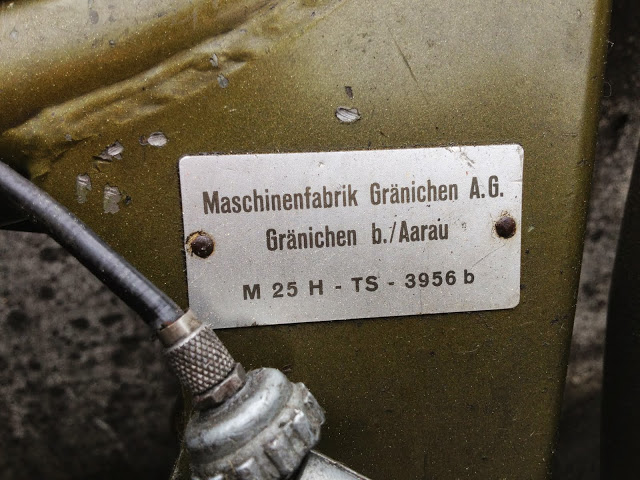 Maschinenfabrik Gränichen A.G.
Gränichen b./Aarau
M 25 H - TS - 3956 b